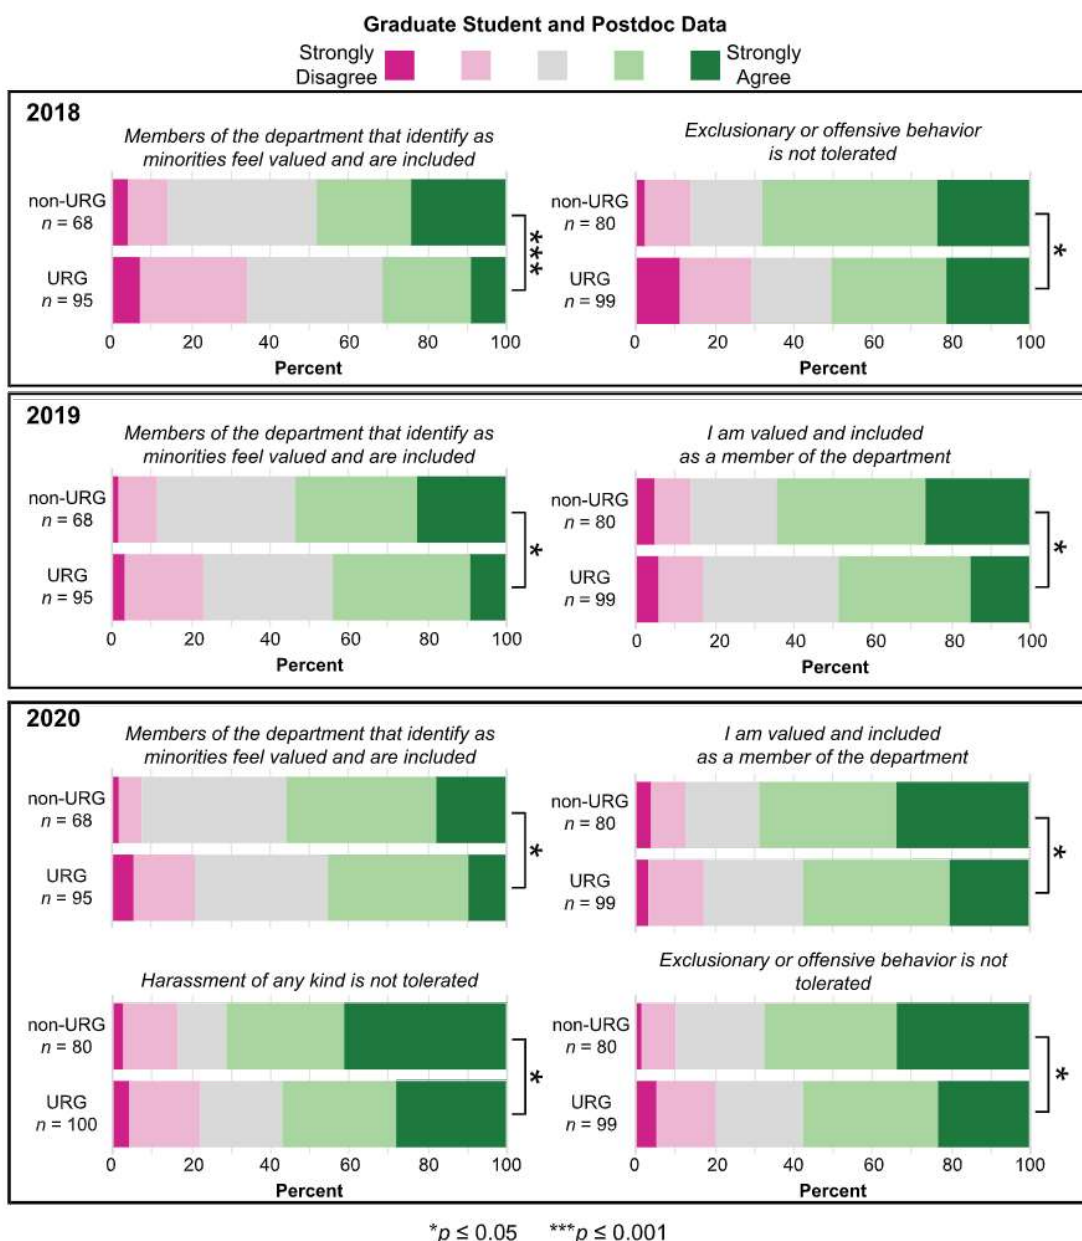 Graduate Student and Postdoc Data
Strongly Disagree
Strongly Agree
2018
Members of the department that identify as
minorities feel valued and are included
non-URG
n = 68
***
URG
n = 95
0 20 40 60 80 100
Percent
Exclusionary or offensive behavior
is not tolerated
non-URG
n = 80
*
URG
n = 99
0 20 40 60 80 100
Percent
2019
Members of the department that identify as
minorities feel valued and are included
non-URG
n = 68
*
URG
n = 95
0 20 40 60 80 100
Percent
I am valued and included
as a member of the department
non-URG
n = 80
*
URG
n = 99
0 20 40 60 80 100
Percent
2020
Members of the department that identify as
minorities feel valued and are included
non-URG
n = 68
*
URG
n = 95
I am valued and included
as a member of the department
non-URG
n = 80
*
URG
n = 99
Harassment of any kind is not tolerated
non-URG
n = 80
*
URG
n = 100
0 20 40 60 80 100
Percent
Exclusionary or offensive behavior is not
tolerated
non-URG
n = 80
*
URG
n = 99
0 20 40 60 80 100
Percent
*p ≤ 0.05 ***p ≤ 0.001